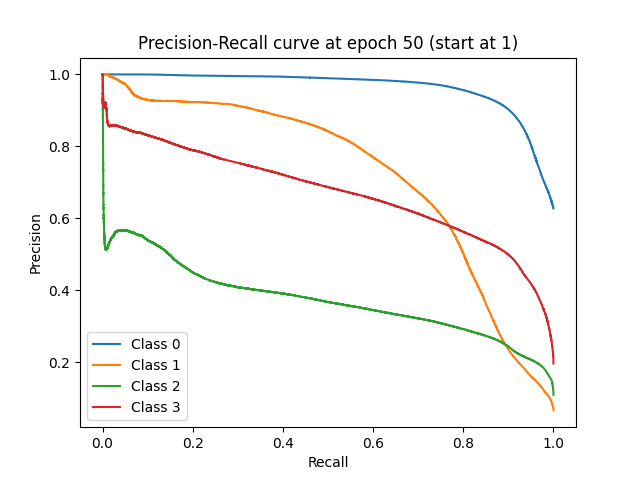 Precision-Recall curve at epoch 50 (start at 1)
1.0
0.8
0.6
0.4
0.2
Precision
Class 0
Class 1
Class 2
Class 3
0.0 0.2 0.4 0.6 0.8 1.0
Recall